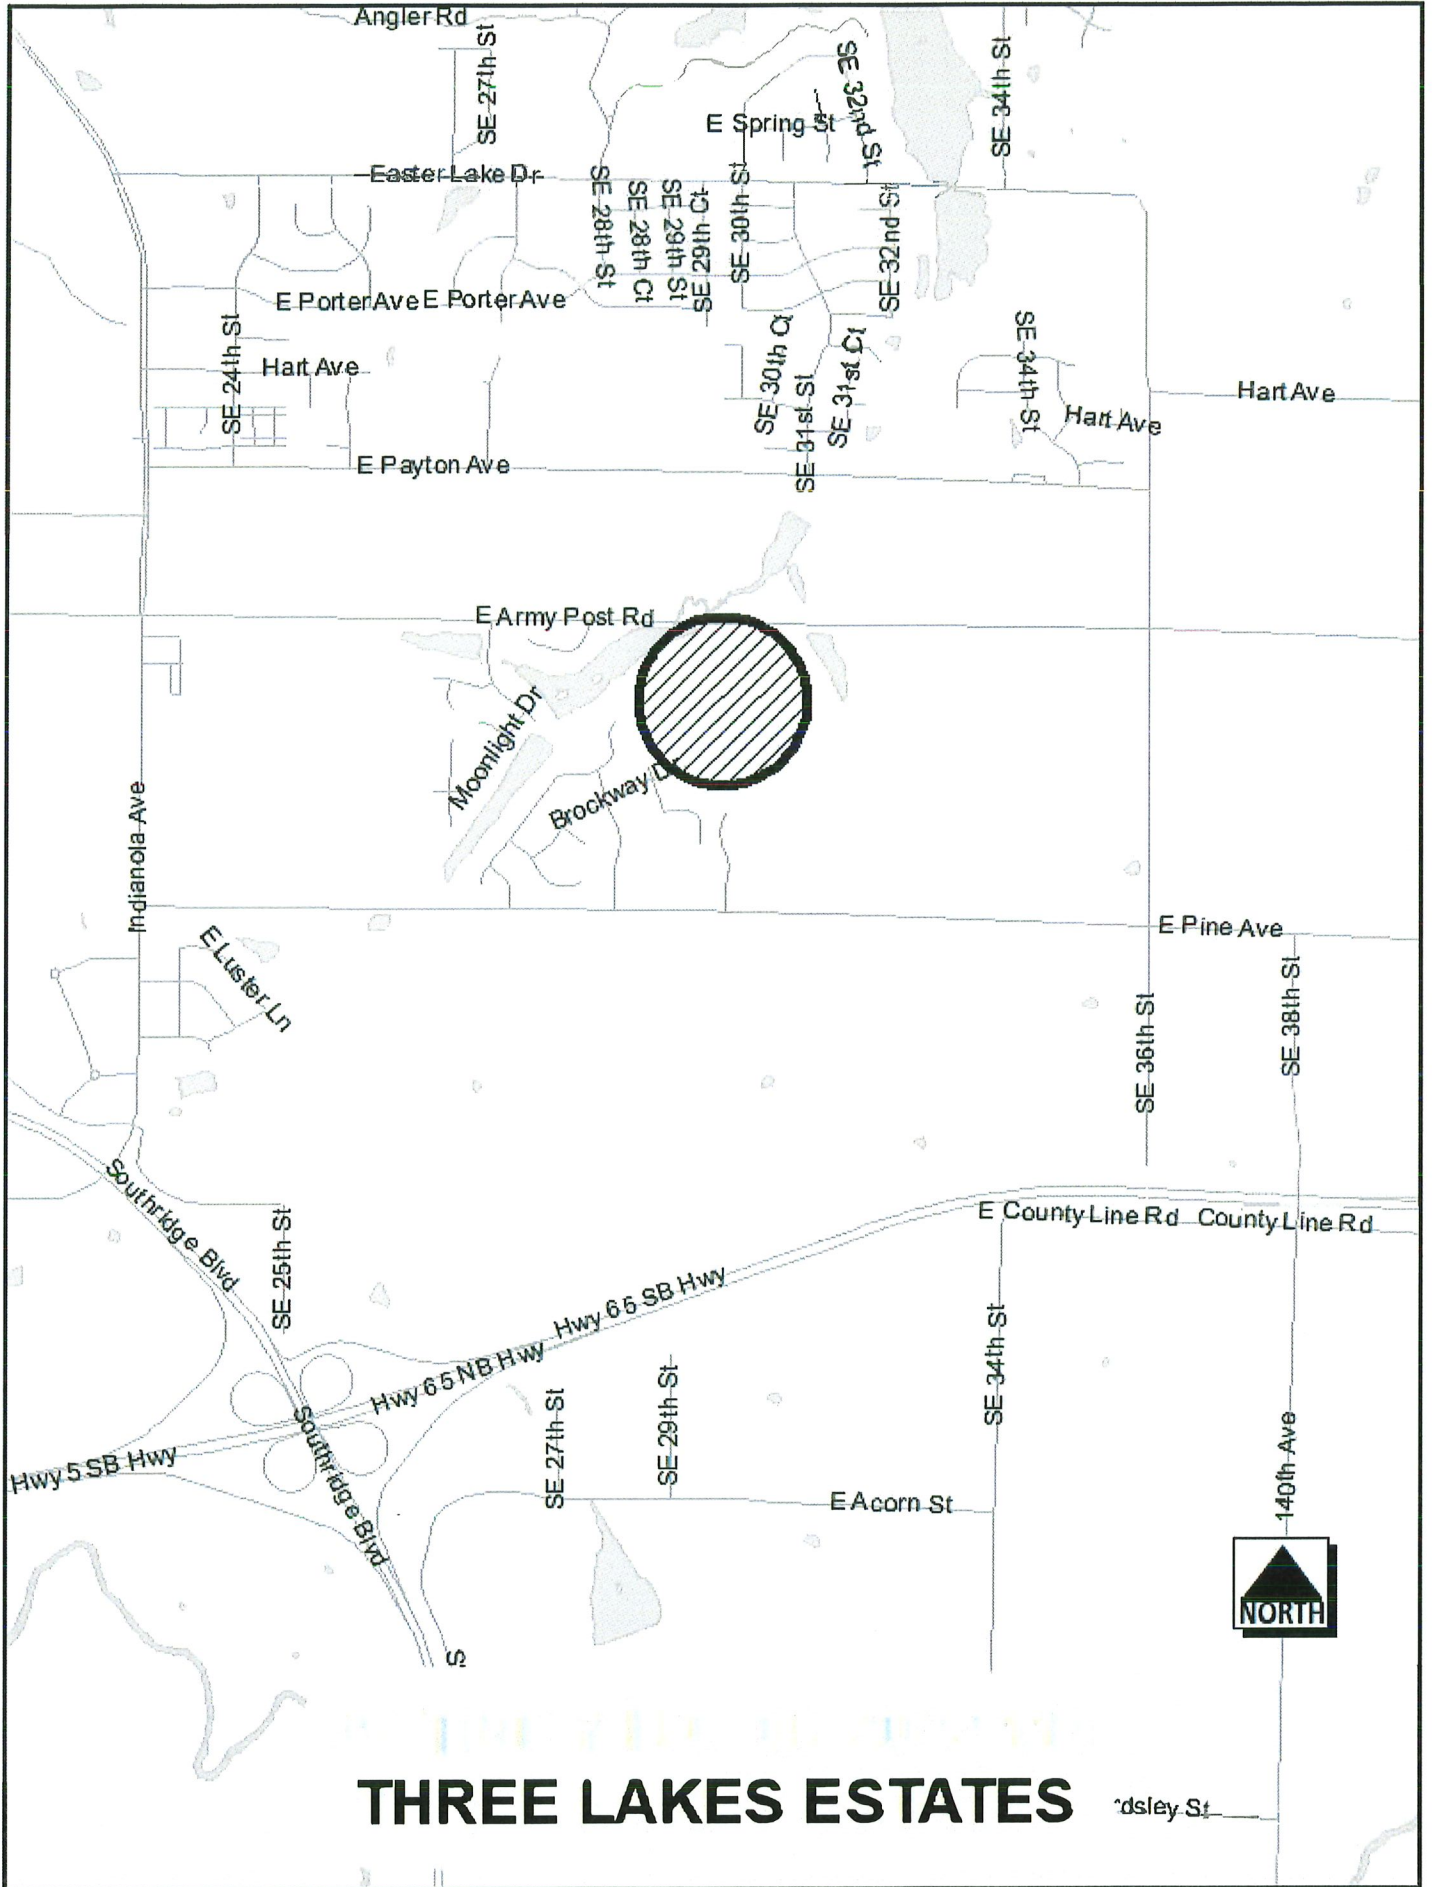 Angler Rd
SE 27th St
SE 32nd St
SE 34th St
E Spring St
Easter Lake Dr
SE 28th St
SE 28th Ct
SE 29th St
SE 29th Ct
SE 30th St
SE 32nd St
E Porter Ave
E Porter Ave
SE 24th St
Hart Ave
SE 30th Ct
SE 31st St
SE 31st Ct
SE 34th St
Hart Ave
Hart Ave
E Payton Ave
E Army Post Rd
Moonlight Dr
Brockway D
Indianola Ave
E Pine Ave
E Luster Ln
SE 36th St
SE 38th St
Southridge Blvd
SE 25th St
E County Line Rd
County Line Rd
Hwy 65 SB Hwy
Hwy 65 NB Hwy
Hwy 5 SB Hwy
Southridge Blvd
SE 27th St
SE 29th St
SE 34th St
140th Ave
E Acorn St
NORTH
S
THREE LAKES ESTATES
dsley St